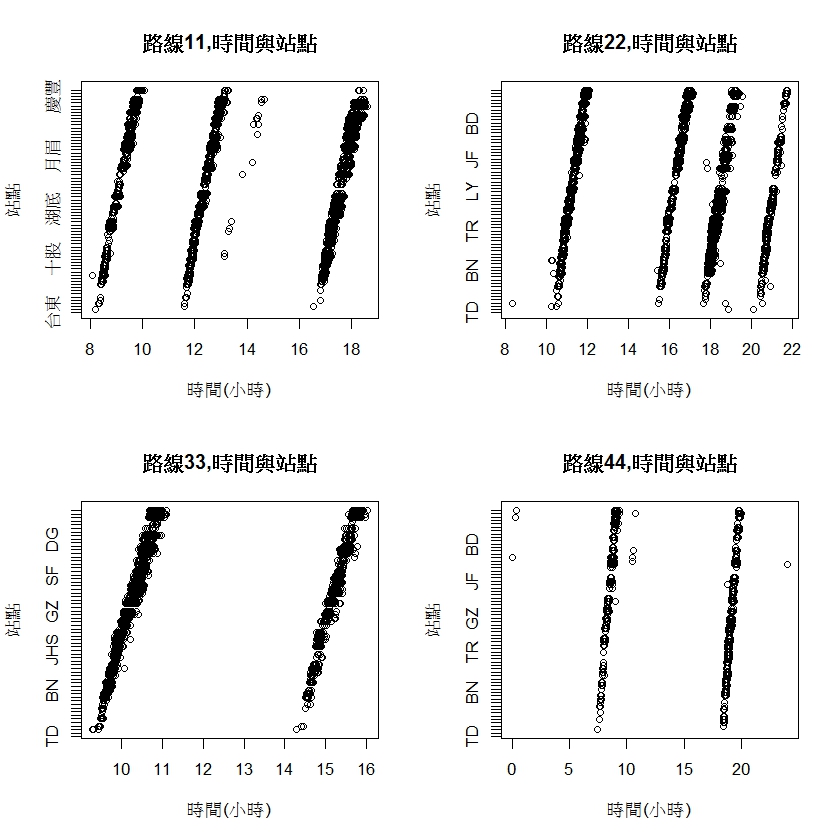 路線11,時間與站點
站點
慶豐
月眉
湖底
十股
台東
8 10 12 14 16 18
時間(小時)
路線22,時間與站點
站點
BD
JF
LY
TR
BN
TD
8 10 12 14 16 18 20 22
時間(小時)
路線33,時間與站點
站點
DG
SF
GZ
JHS
BN
TD
10 11 12 13 14 15 16
時間(小時)
路線44,時間與站點
站點
BD
JF
GZ
TR
BN
TD
0 5 10 15 20
時間(小時)